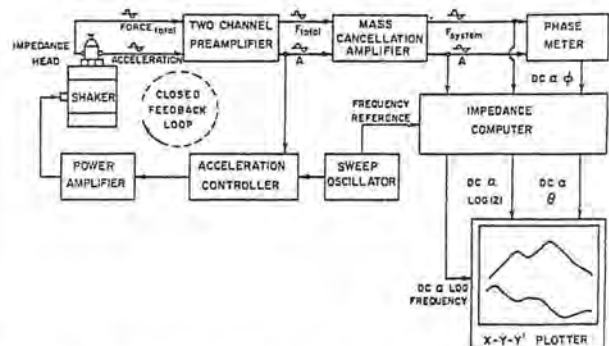 IMPEDANCE
HEAD
FORCE total
ACCELERATION
TWO CHANNEL
PREAMPLIFIER
F total
A
MASS
CANCELLATION
AMPLIFIER
F system
A
PHASE
METER
SHAKER
CLOSED
FEEDBACK
LOOP
FREQUENCY
REFERENCE
DC α ϕ
IMPEDANCE
COMPUTER
POWER
AMPLIFIER
ACCELERATION
CONTROLLER
SWEEP
OSCILLATOR
DC α
LOG(Z)
DC α
θ
DC α LOG
FREQUENCY
X-Y-Y' PLOTTER